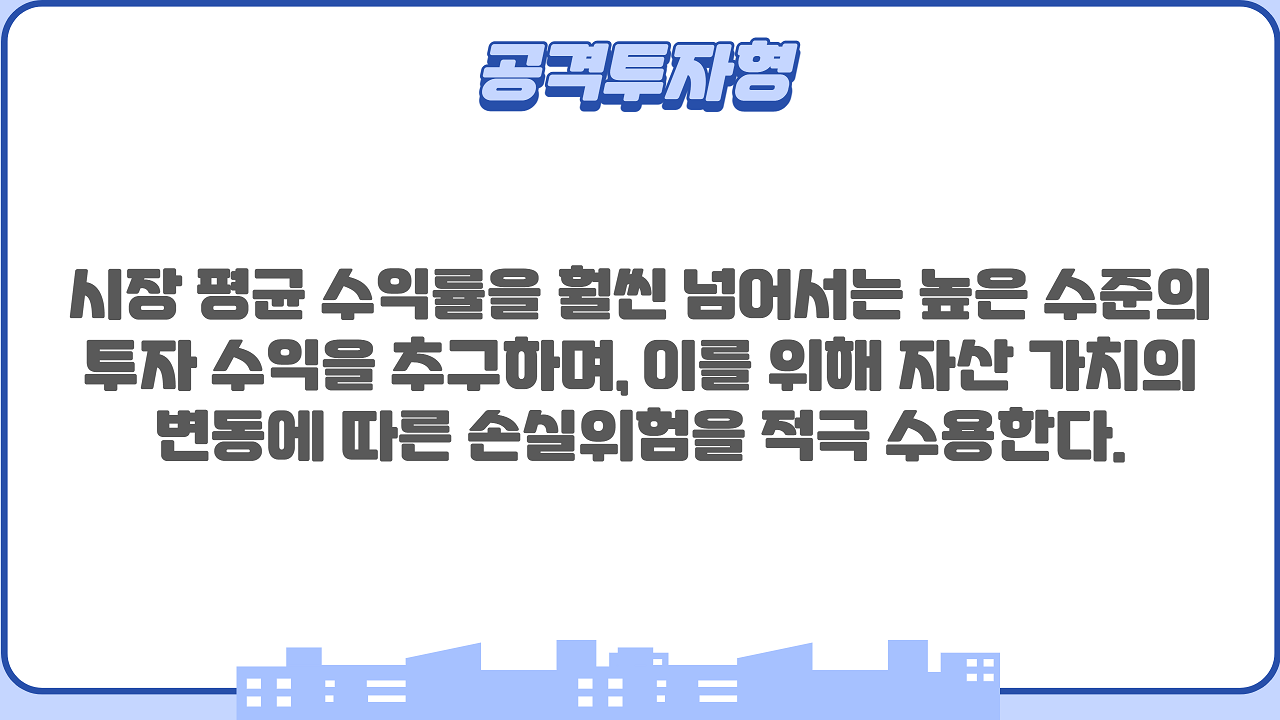 공격투자형
시장 평균 수익률을 훨씬 넘어서는 높은 수준의
투자 수익을 추구하며, 이를 위해 자산 가치의
변동에 따른 손실위험을 적극 수용한다.